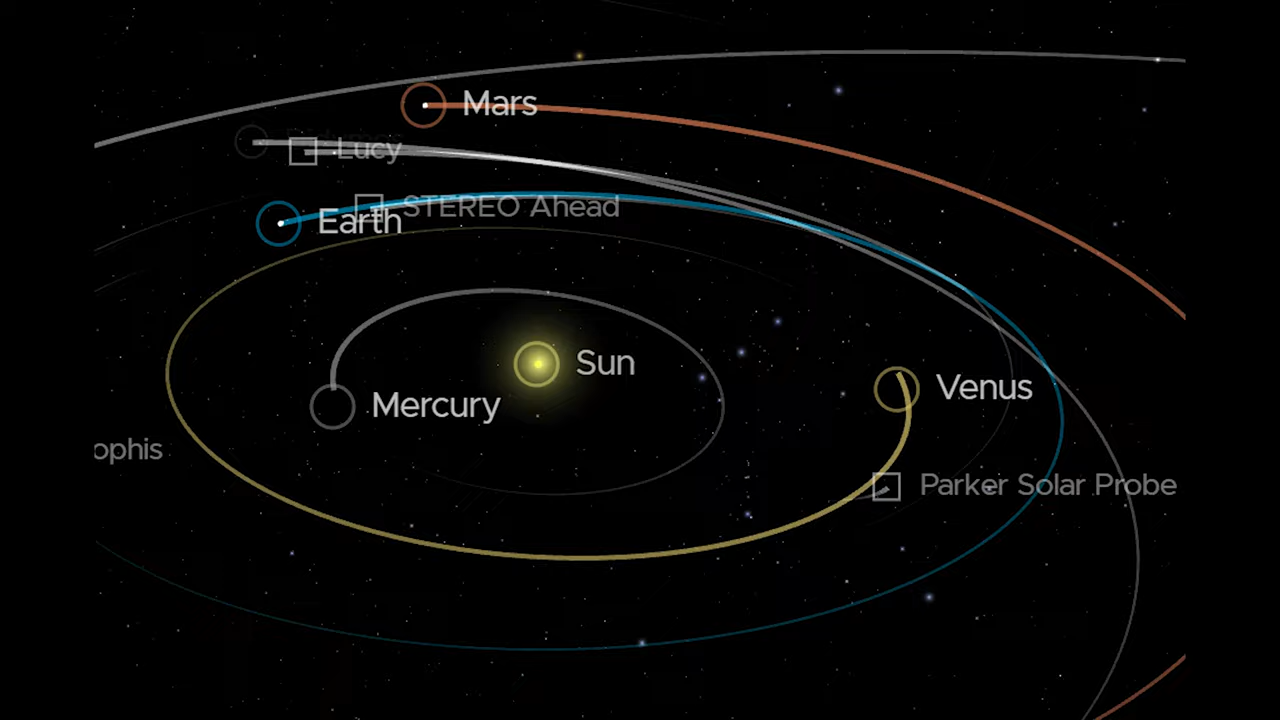 Mars
Lucy
STEREO Ahead
Earth
Sun
Venus
Mercury
ophis
Parker Solar Probe